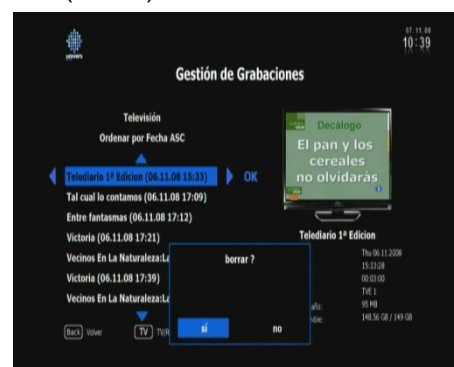 univers
07.11.08
10:39
Gestión de Grabaciones
Televisión
Ordenar por Fecha ASC
Telediario 1ª Edicion (06.11.08 15:33)
OK
Tal cual lo contamos (06.11.08 17:09)
Entre fantasmas (06.11.08 17:12)
Victoria (06.11.08 17:21)
Vecinos En La Naturaleza:La
Victoria (06.11.08 17:39)
Vecinos En La Naturaleza:La
Decálogo
El pan y los
cereales
no olvidarás
Telediario 1ª Edicion
Thu 06.11.2008
15:33:28
00:03:00
TVE 1
año:
95 MB
148.56 GB / 149 GB
borrar ?
sí
no
Back
Volver
TV